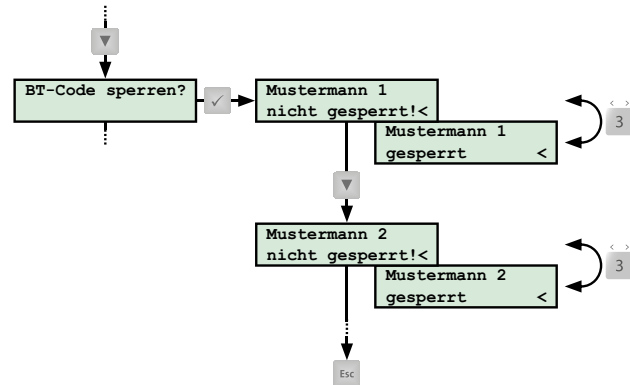 BT-Code sperren?
Mustermann 1
nicht gesperrt!<
Mustermann 1
gesperrt <
< >
3
Mustermann 2
nicht gesperrt!<
Mustermann 2
gesperrt <
< >
3
Esc